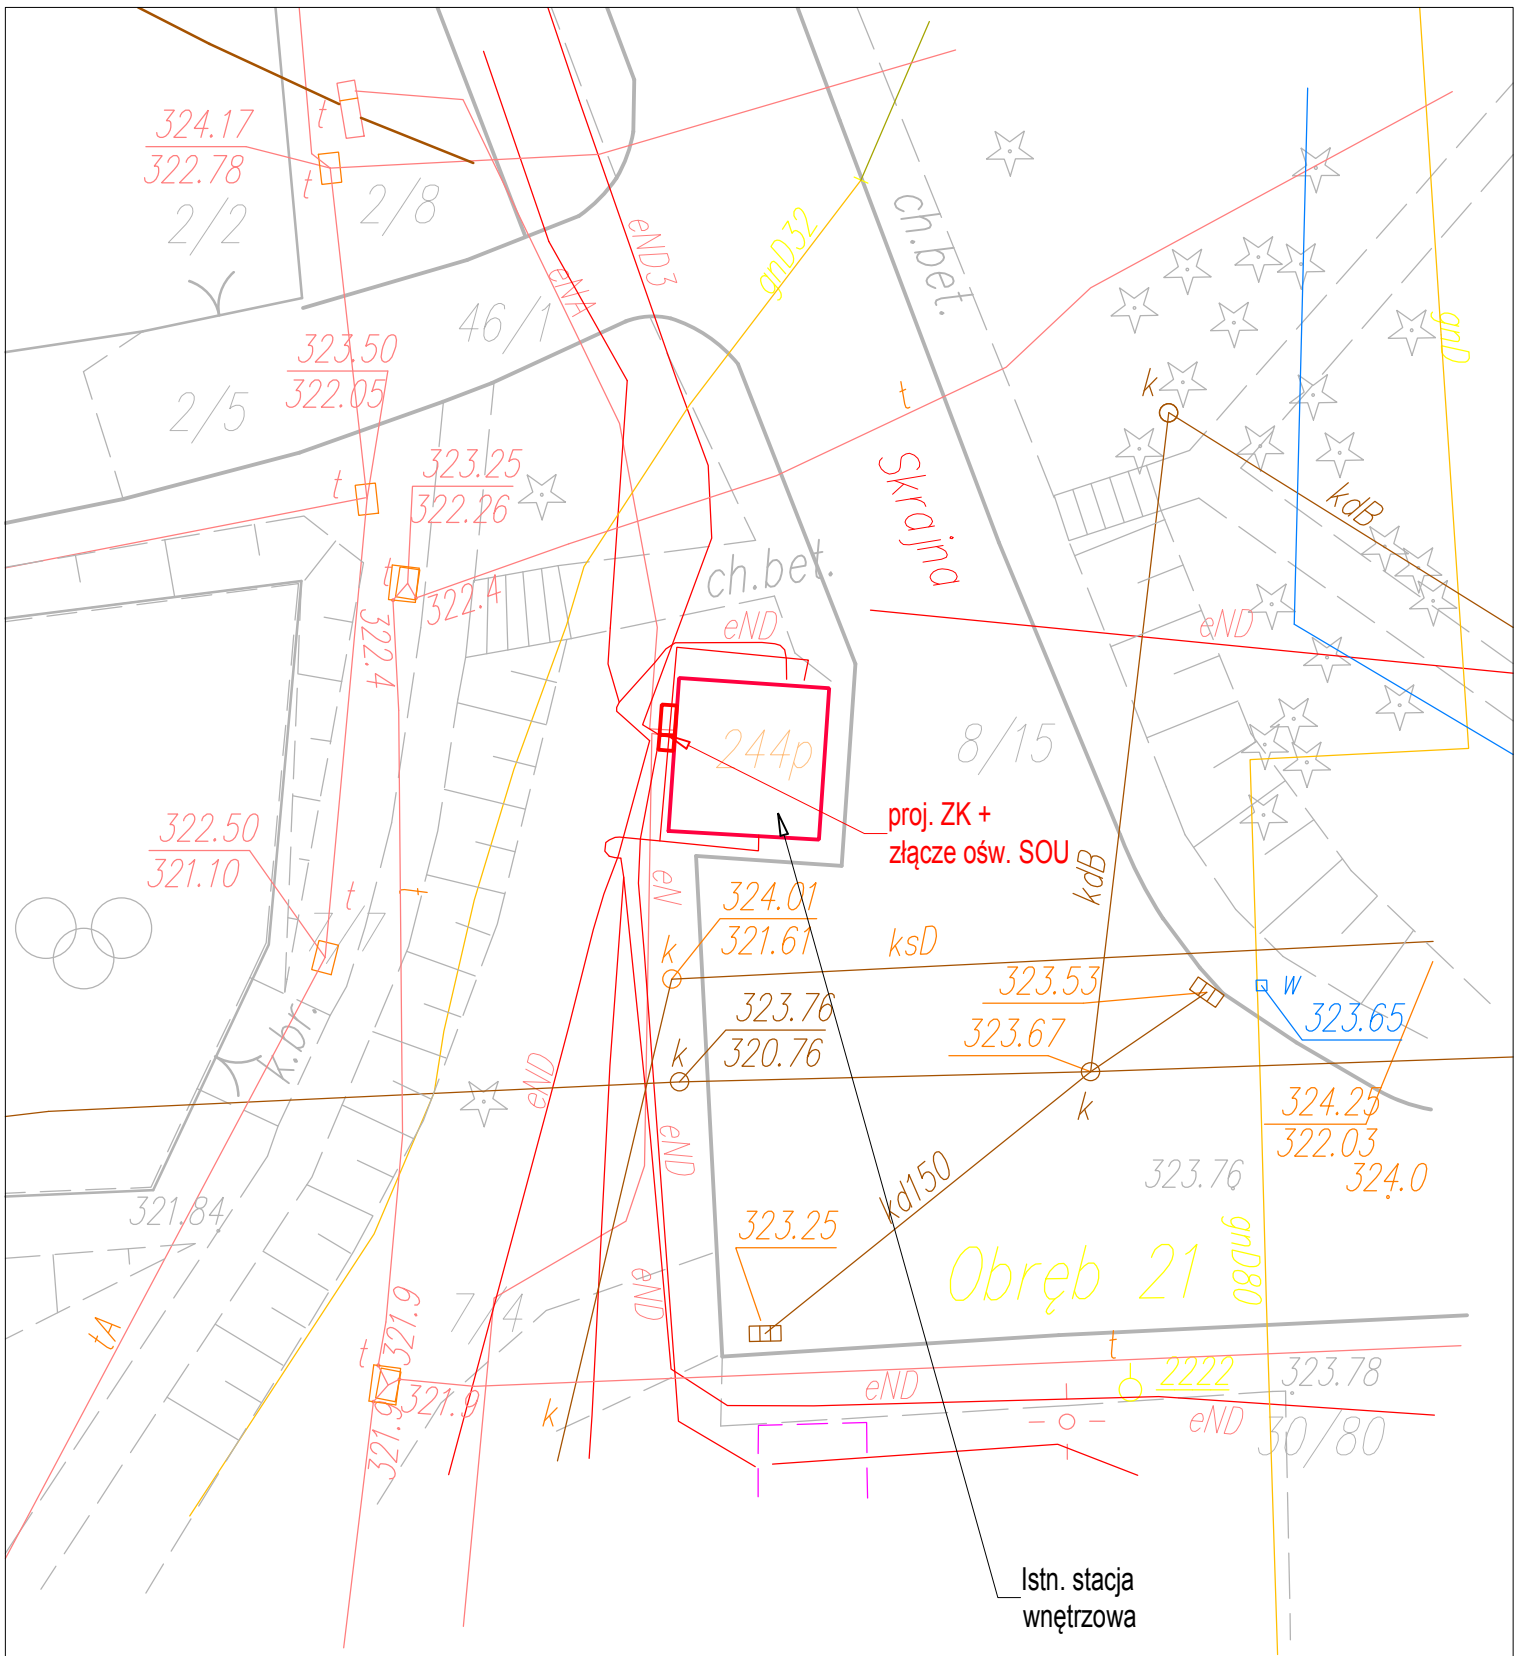 324.17
322.78
t
t
2/2
2/8
eND3
eNA
gnD32
ch.bet.
46/1
gnD
323.50
322.05
2/5
t
k
t
323.25
322.26
Skrajna
kdB
t
322.4
322.4
ch.bet.
eND
eND
244p
8/15
322.50
321.10
proj. ZK +
złącze ośw. SOU
t
t
7/7
eN
kdB
324.01
321.61
k
ksD
323.53
w
323.65
k.br.
323.76
320.76
k
323.67
k
eND
eND
324.25
322.03
324.0
323.76
kd150
321.84
323.25
gnD80
Obręb 21
eND
7/4
tA
321.9
t
t
2222
323.78
eND
eND
30/80
321.9
321.9
k
Istn. stacja
wnętrzowa